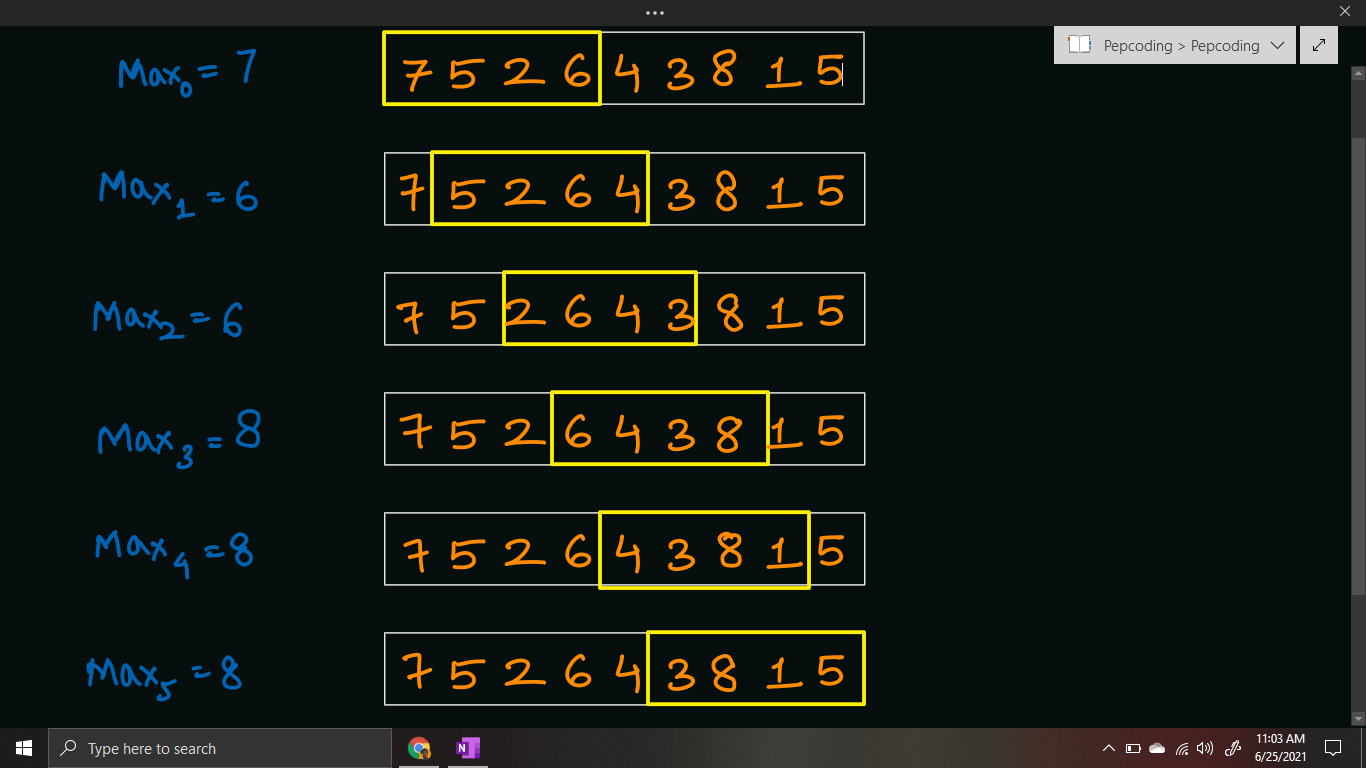 Pepcoding > Pepcoding
Max0 = 7 7 5 2 6 4 3 8 1 5
Max1 = 6 7 5 2 6 4 3 8 1 5
Max2 = 6 7 5 2 6 4 3 8 1 5
Max3 = 8 7 5 2 6 4 3 8 1 5
Max4 = 8 7 5 2 6 4 3 8 1 5
Max5 = 8 7 5 2 6 4 3 8 1 5
Type here to search
11:03 AM
6/25/2021